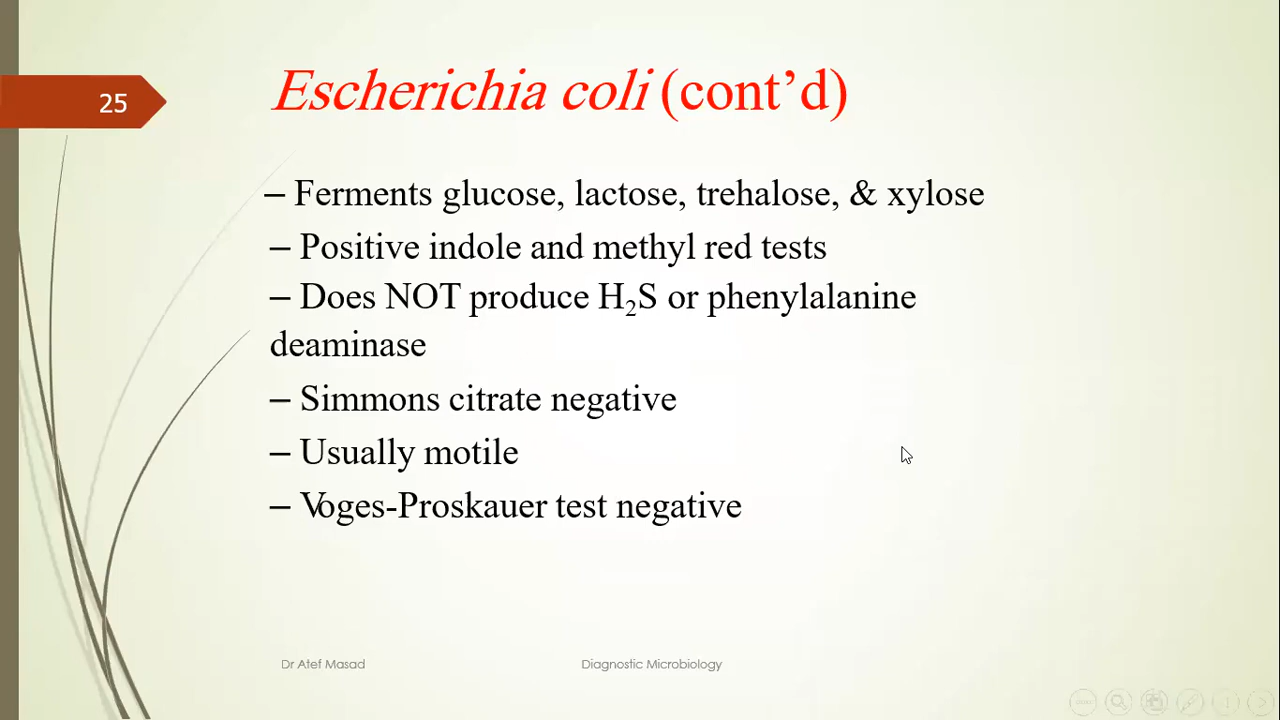 25
Escherichia coli (cont’d)
– Ferments glucose, lactose, trehalose, & xylose
– Positive indole and methyl red tests
– Does NOT produce H₂S or phenylalanine
deaminase
– Simmons citrate negative
– Usually motile
– Voges-Proskauer test negative
Dr Atef Masad
Diagnostic Microbiology